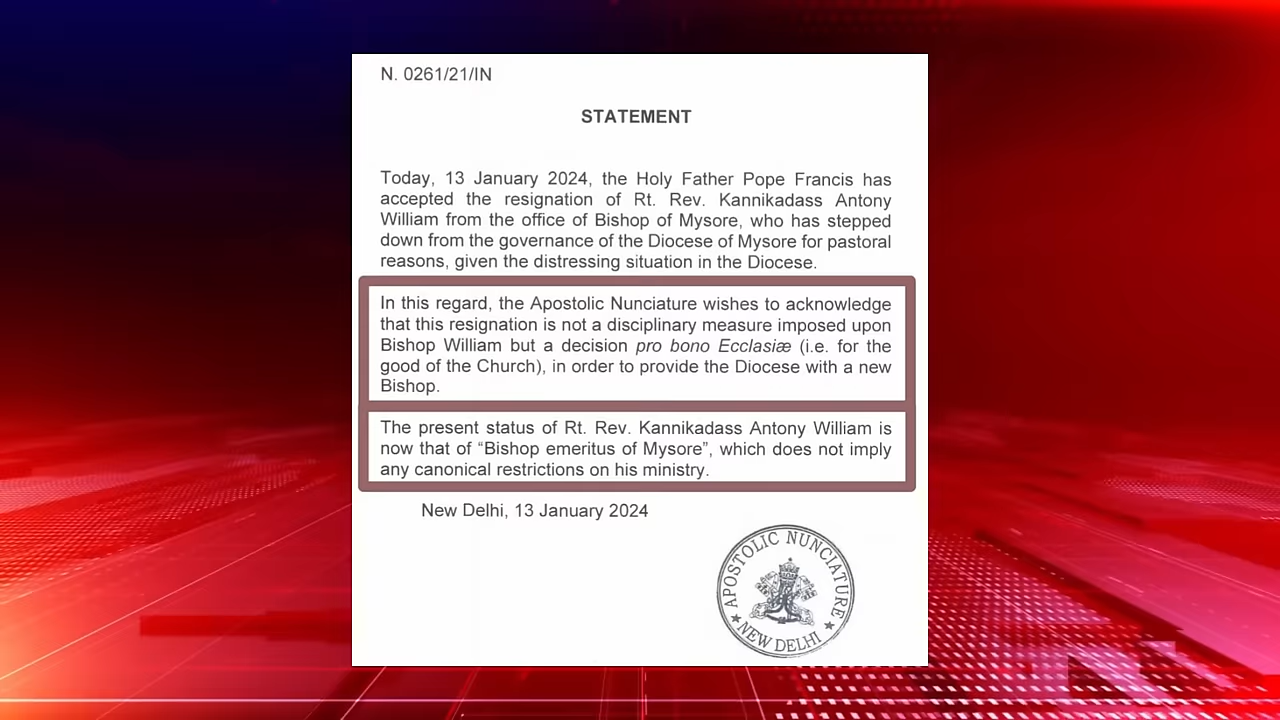 N. 0261/21/IN
STATEMENT
Today, 13 January 2024, the Holy Father Pope Francis has
accepted the resignation of Rt. Rev. Kannikadass Antony
William from the office of Bishop of Mysore, who has stepped
down from the governance of the Diocese of Mysore for pastoral
reasons, given the distressing situation in the Diocese.
In this regard, the Apostolic Nunciature wishes to acknowledge
that this resignation is not a disciplinary measure imposed upon
Bishop William but a decision pro bono Ecclasiæ (i.e. for the
good of the Church), in order to provide the Diocese with a new
Bishop.
The present status of Rt. Rev. Kannikadass Antony William is
now that of “Bishop emeritus of Mysore”, which does not imply
any canonical restrictions on his ministry.
New Delhi, 13 January 2024
APOSTOLIC NUNCIATURE
NEW DELHI